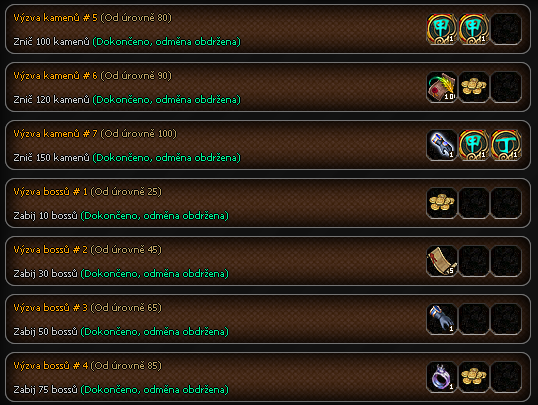 Výzva kamenů # 5 (Od úrovně 80)
Znič 100 kamenů (Dokončeno, odměna obdržena)
甲 1 甲 1
Výzva kamenů # 6 (Od úrovně 90)
Znič 120 kamenů (Dokončeno, odměna obdržena)
Výzva kamenů # 7 (Od úrovně 100)
Znič 150 kamenů (Dokončeno, odměna obdržena)
1 甲 1 丁 1
Výzva bossů # 1 (Od úrovně 25)
Zabij 10 bossů (Dokončeno, odměna obdržena)
Výzva bossů # 2 (Od úrovně 45)
Zabij 30 bossů (Dokončeno, odměna obdržena)
5
Výzva bossů # 3 (Od úrovně 65)
Zabij 50 bossů (Dokončeno, odměna obdržena)
1
Výzva bossů # 4 (Od úrovně 85)
Zabij 75 bossů (Dokončeno, odměna obdržena)
1